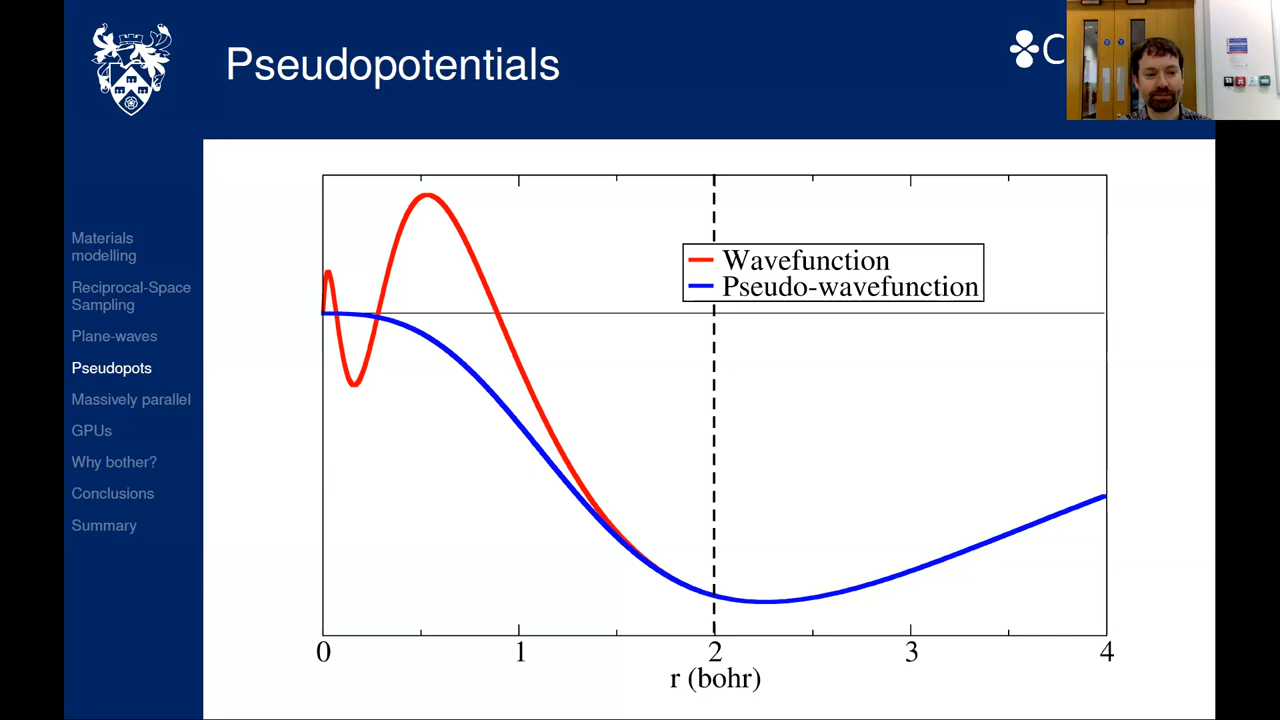 Pseudopotentials
C
Materials
modelling
Reciprocal-Space
Sampling
Plane-waves
Pseudopots
Massively parallel
GPUs
Why bother?
Conclusions
Summary
Wavefunction
Pseudo-wavefunction
0 1 2 3 4
r (bohr)